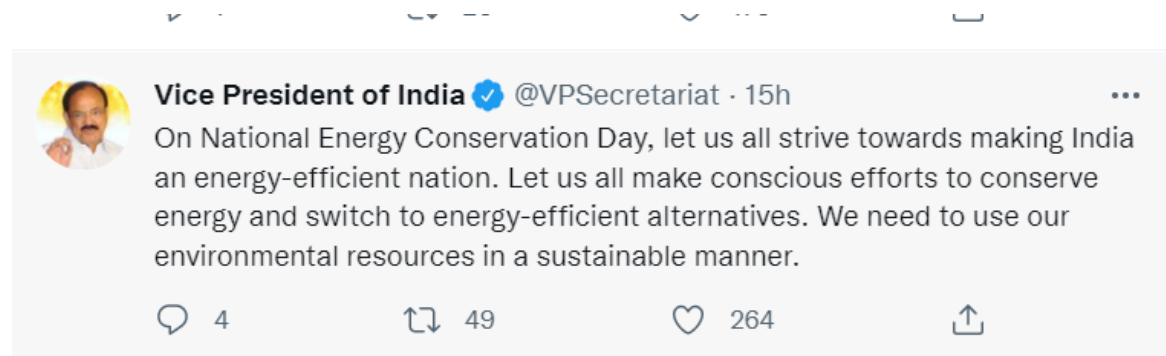 Vice President of India @VPSecretariat · 15h
On National Energy Conservation Day, let us all strive towards making India
an energy-efficient nation. Let us all make conscious efforts to conserve
energy and switch to energy-efficient alternatives. We need to use our
environmental resources in a sustainable manner.
4 49 264